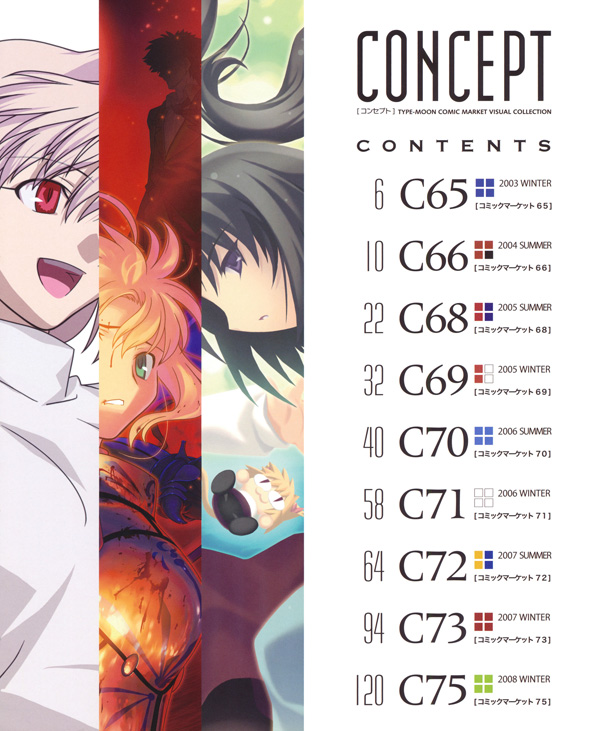 CONCEPT
[コンセプト] TYPE-MOON COMIC MARKET VISUAL COLLECTION
CONTENTS
6 C65 2003 WINTER
[コミックマーケット65]
10 C66 2004 SUMMER
[コミックマーケット66]
22 C68 2005 SUMMER
[コミックマーケット68]
32 C69 2005 WINTER
[コミックマーケット69]
40 C70 2006 SUMMER
[コミックマーケット70]
58 C71 2006 WINTER
[コミックマーケット71]
64 C72 2007 SUMMER
[コミックマーケット72]
94 C73 2007 WINTER
[コミックマーケット73]
120 C75 2008 WINTER
[コミックマーケット75]